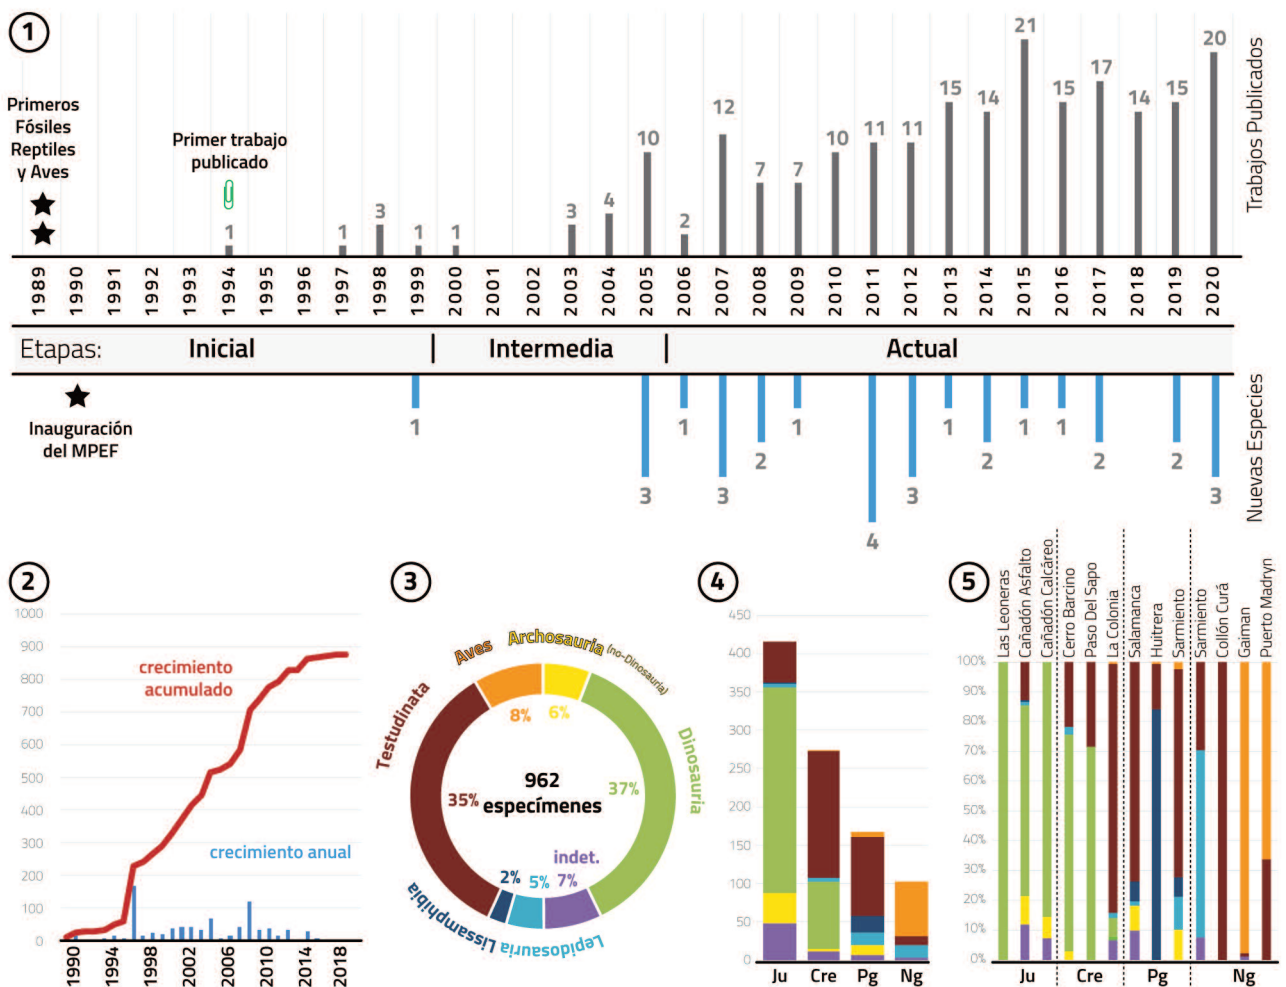 1
Primeros
Fósiles
Reptiles
y Aves
Primer trabajo
publicado
1
1
3
1
1
3
4
10
2
12
7
7
10
11
11
15
14
21
15
17
14
15
20
Trabajos Publicados
1989
1990
1991
1992
1993
1994
1995
1996
1997
1998
1999
2000
2001
2002
2003
2004
2005
2006
2007
2008
2009
2010
2011
2012
2013
2014
2015
2016
2017
2018
2019
2020
Etapas:
Inicial
Intermedia
Actual
Inauguración
del MPEF
1
3
1
3
2
1
4
3
1
2
1
1
2
2
3
Nuevas Especies
2
1000
900
800
700
600
500
400
300
200
100
0
crecimiento
acumulado
crecimiento anual
1990
1994
1998
2002
2006
2010
2014
2018
3
Aves
Archosauria (no-Dinosauria)
Testudinata
Dinosauria
8%
6%
35%
37%
962
especímenes
indet.
2%
5%
7%
Lissamphibia
Lepidosauria
4
450
400
350
300
250
200
150
100
50
0
Ju
Cre
Pg
Ng
5
Las Leoneras
Cañadón Asfalto
Cañadón Calcáreo
Cerro Barcino
Paso Del Sapo
La Colonia
Salamanca
Huitrera
Sarmiento
Sarmiento
Collón Curá
Gaiman
Puerto Madryn
100%
90%
80%
70%
60%
50%
40%
30%
20%
10%
0%
Ju
Cre
Pg
Ng